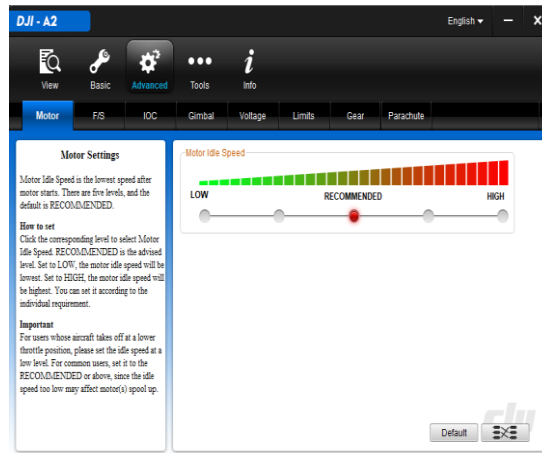 DJI - A2
English
View
Basic
Advanced
Tools
Info
Motor
F/S
IOC
Gimbal
Voltage
Limits
Gear
Parachute
Motor Settings
Motor Idle Speed is the lowest speed after
motor starts. There are five levels, and the
default is RECOMMENDED.
How to set
Click the corresponding level to select Motor
Idle Speed. RECOMMENDED is the advised
level. Set to LOW, the motor idle speed will be
lowest. Set to HIGH, the motor idle speed will
be highest. You can set it according to the
individual requirement.
Important
For users whose aircraft takes off at a lower
throttle position, please set the idle speed at a
low level. For common users, set it to the
RECOMMENDED or above, since the idle
speed too low may affect motor(s) spool up.
Motor Idle Speed
LOW
RECOMMENDED
HIGH
Default
dji